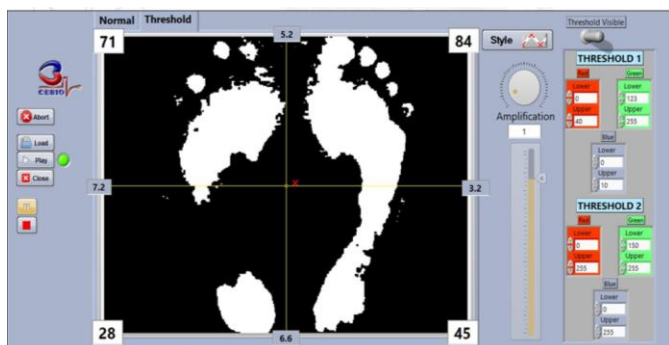 Normal Threshold
Threshold Visible
71
5.2
84
Style
THRESHOLD 1
Red
Green
Lower
Lower
0
123
Upper
Upper
40
255
CEBIO
Abort
Amplification
1
Blue
Lower
0
Upper
10
Load
Play
Close
7.2
3.2
THRESHOLD 2
Red
Green
Lower
Lower
0
150
Upper
Upper
255
255
Blue
Lower
0
Upper
255
28
6.6
45